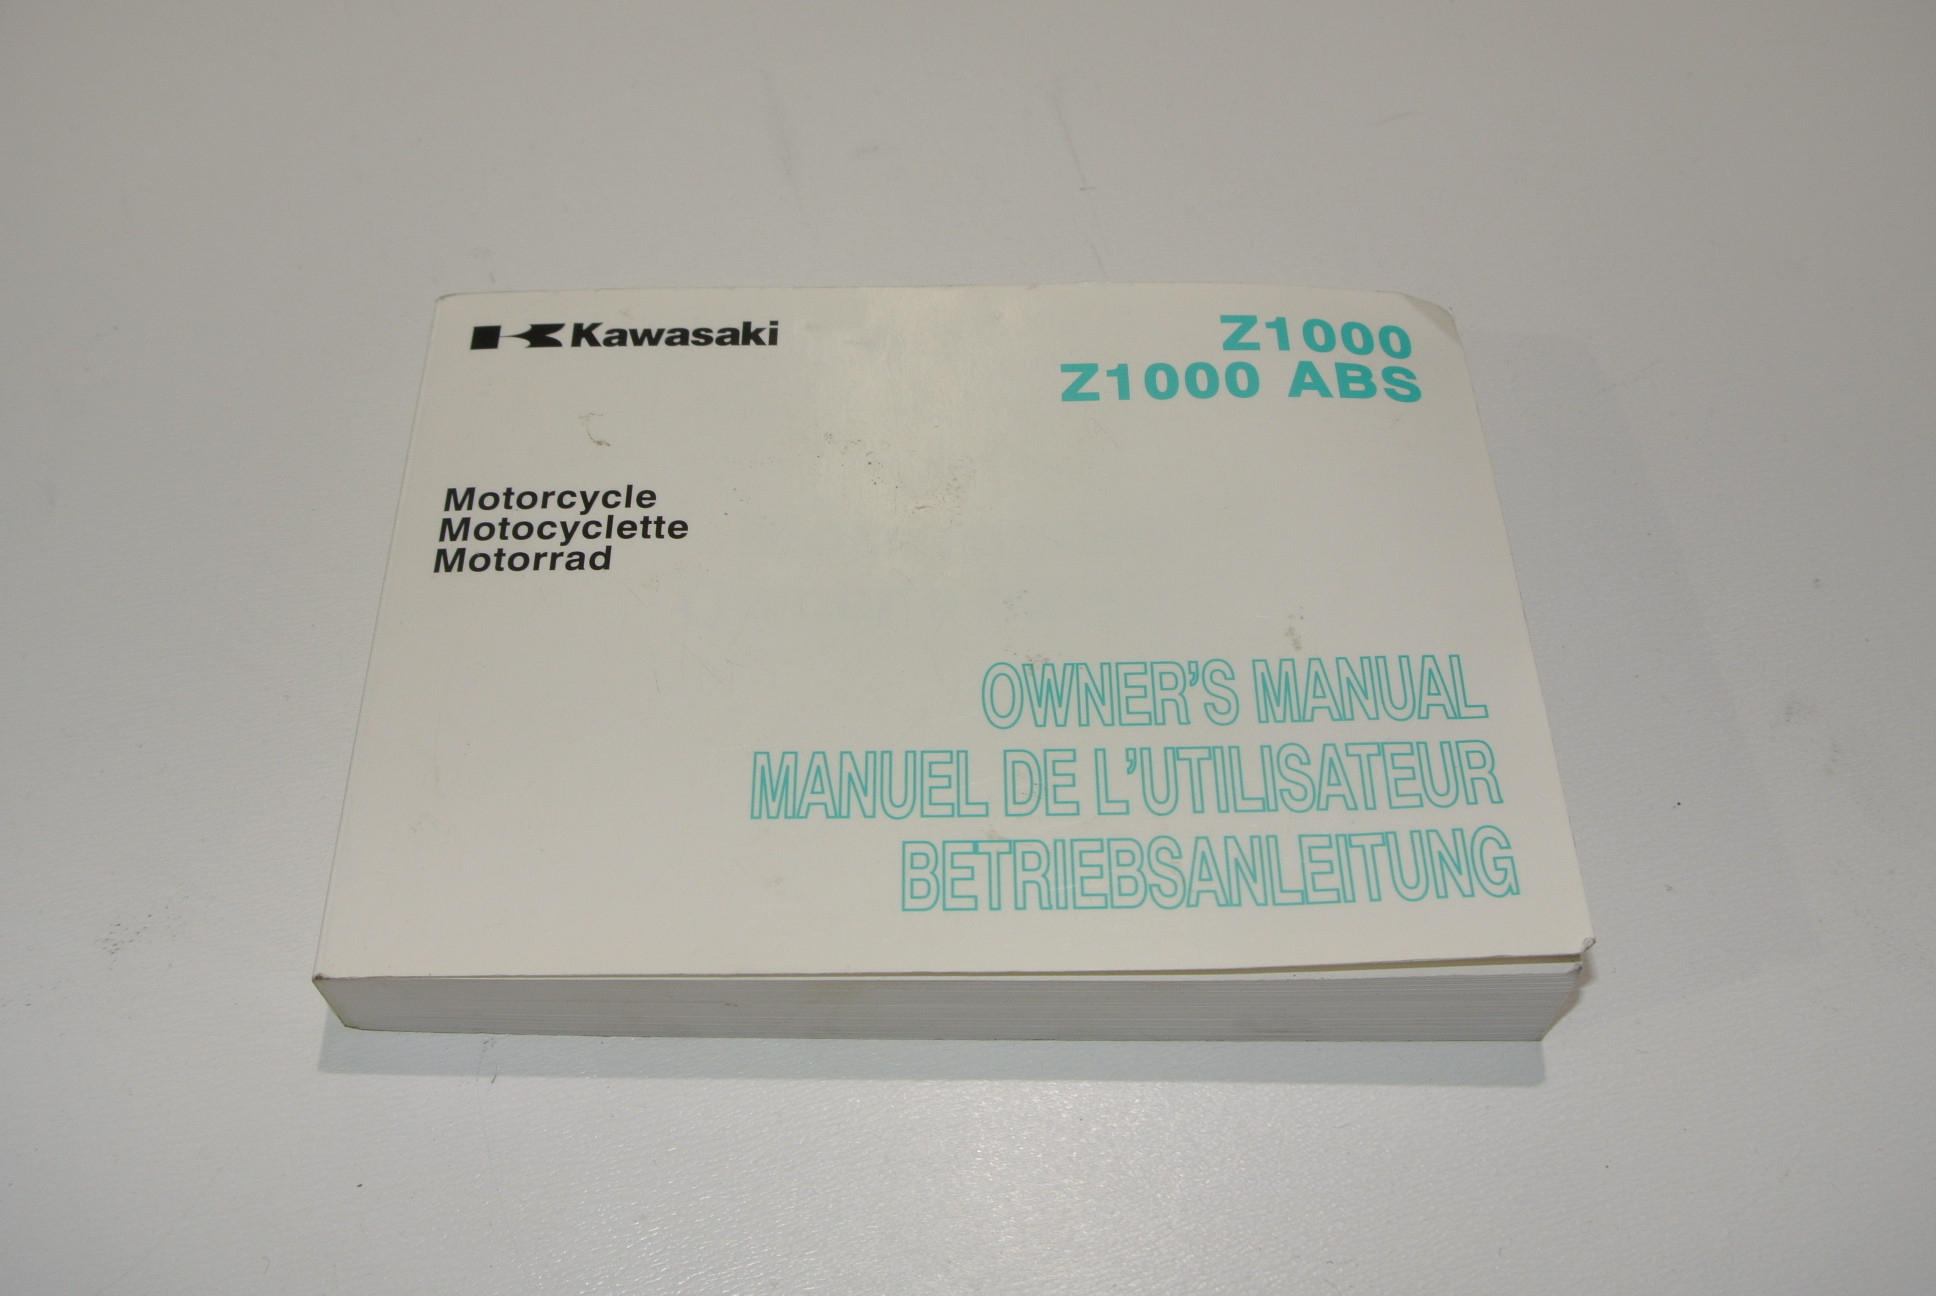 Kawasaki
Z1000
Z1000 ABS
Motorcycle
Motocyclette
Motorrad
OWNER'S MANUAL
MANUEL DE L'UTILISATEUR
BETRIEBSANLEITUNG